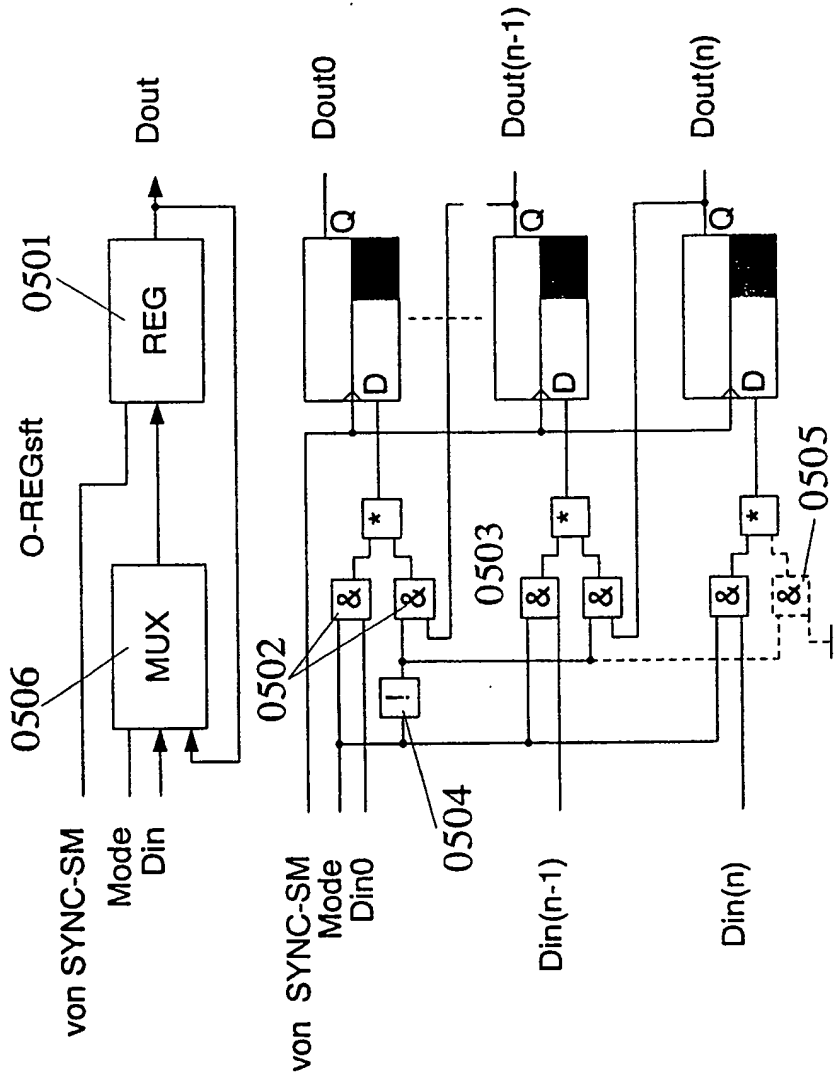 O-REGsft
0506
0501
von SYNC-SM
Mode
Din
MUX
REG
Dout
von SYNC-SM
Mode
Din0
0502
&
&
*
D
Q
Dout0
!
0504
0503
Din(n-1)
&
&
*
D
Q
Dout(n-1)
Din(n)
&
&
*
D
Q
Dout(n)
0505